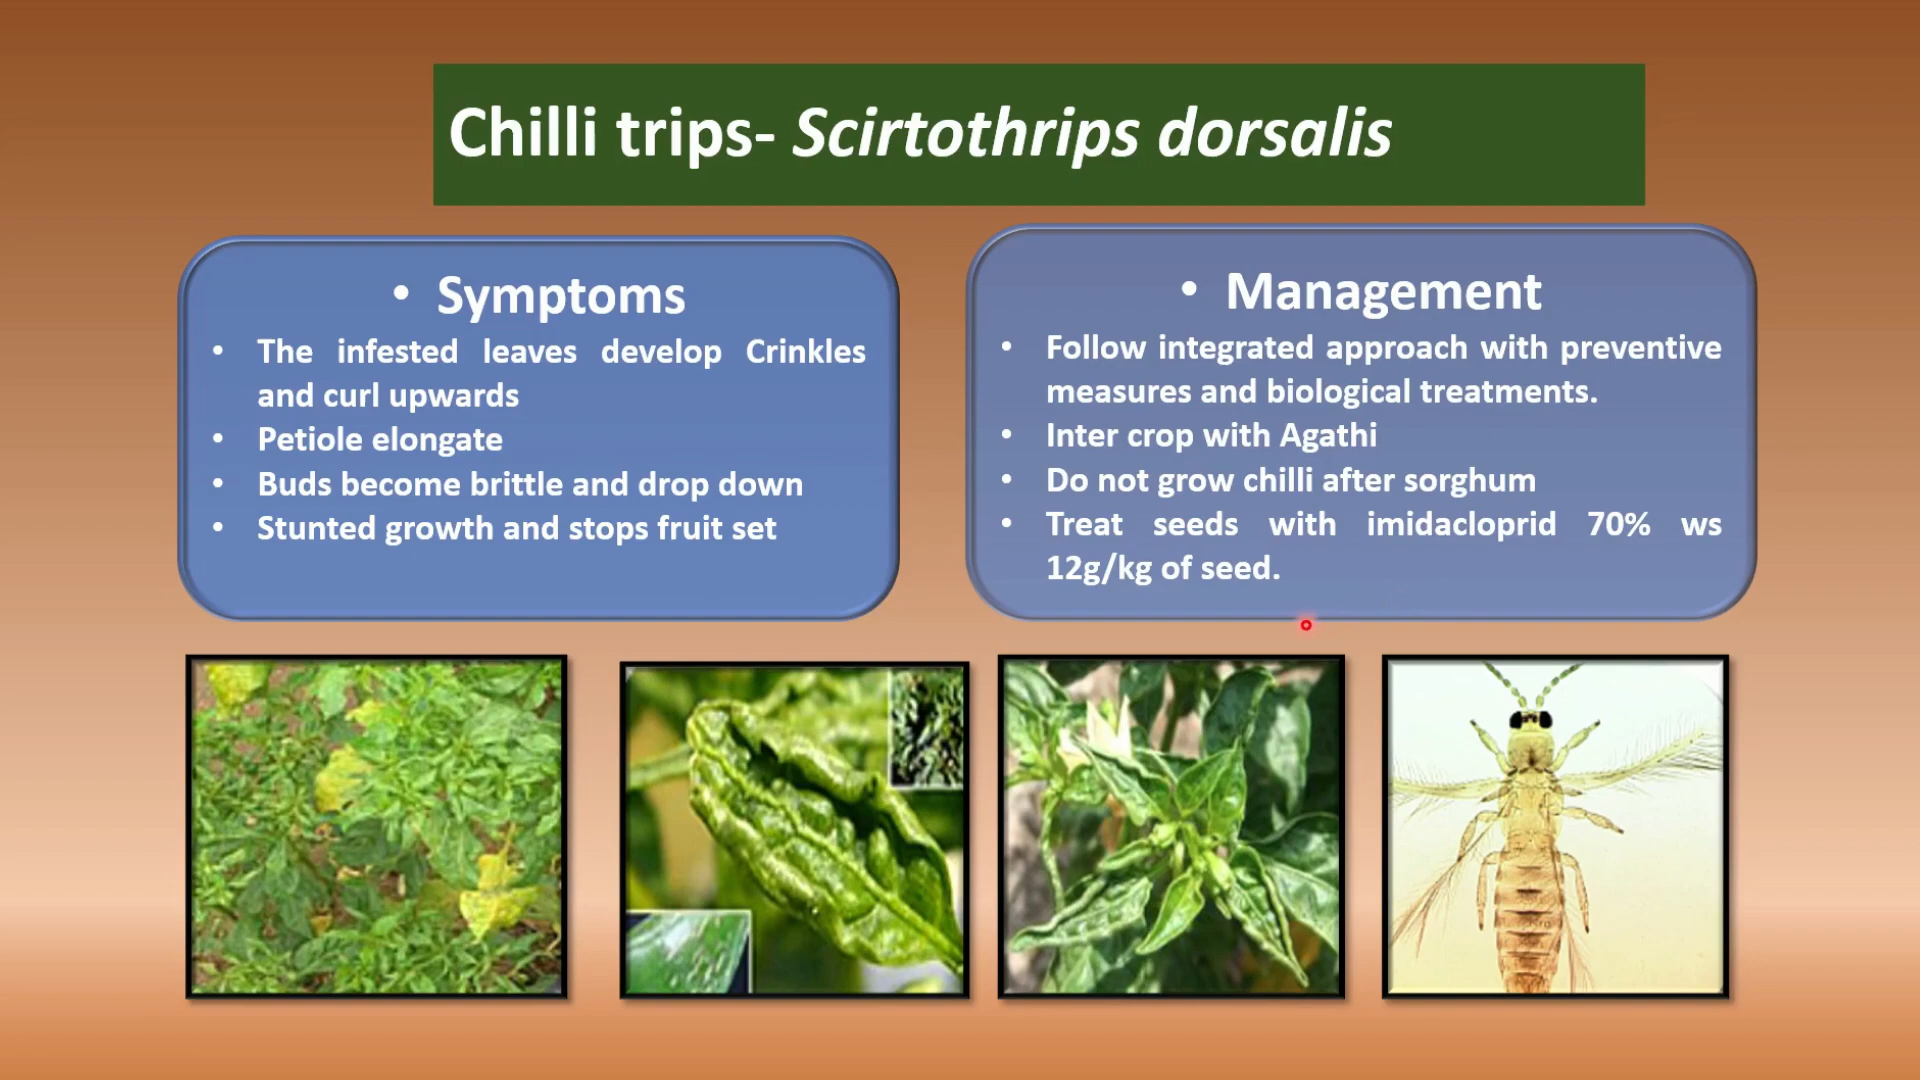 Chilli trips- Scirtothrips dorsalis
• Symptoms
• The infested leaves develop Crinkles
and curl upwards
• Petiole elongate
• Buds become brittle and drop down
• Stunted growth and stops fruit set
• Management
• Follow integrated approach with preventive
measures and biological treatments.
• Inter crop with Agathi
• Do not grow chilli after sorghum
• Treat seeds with imidacloprid 70% ws
12g/kg of seed.